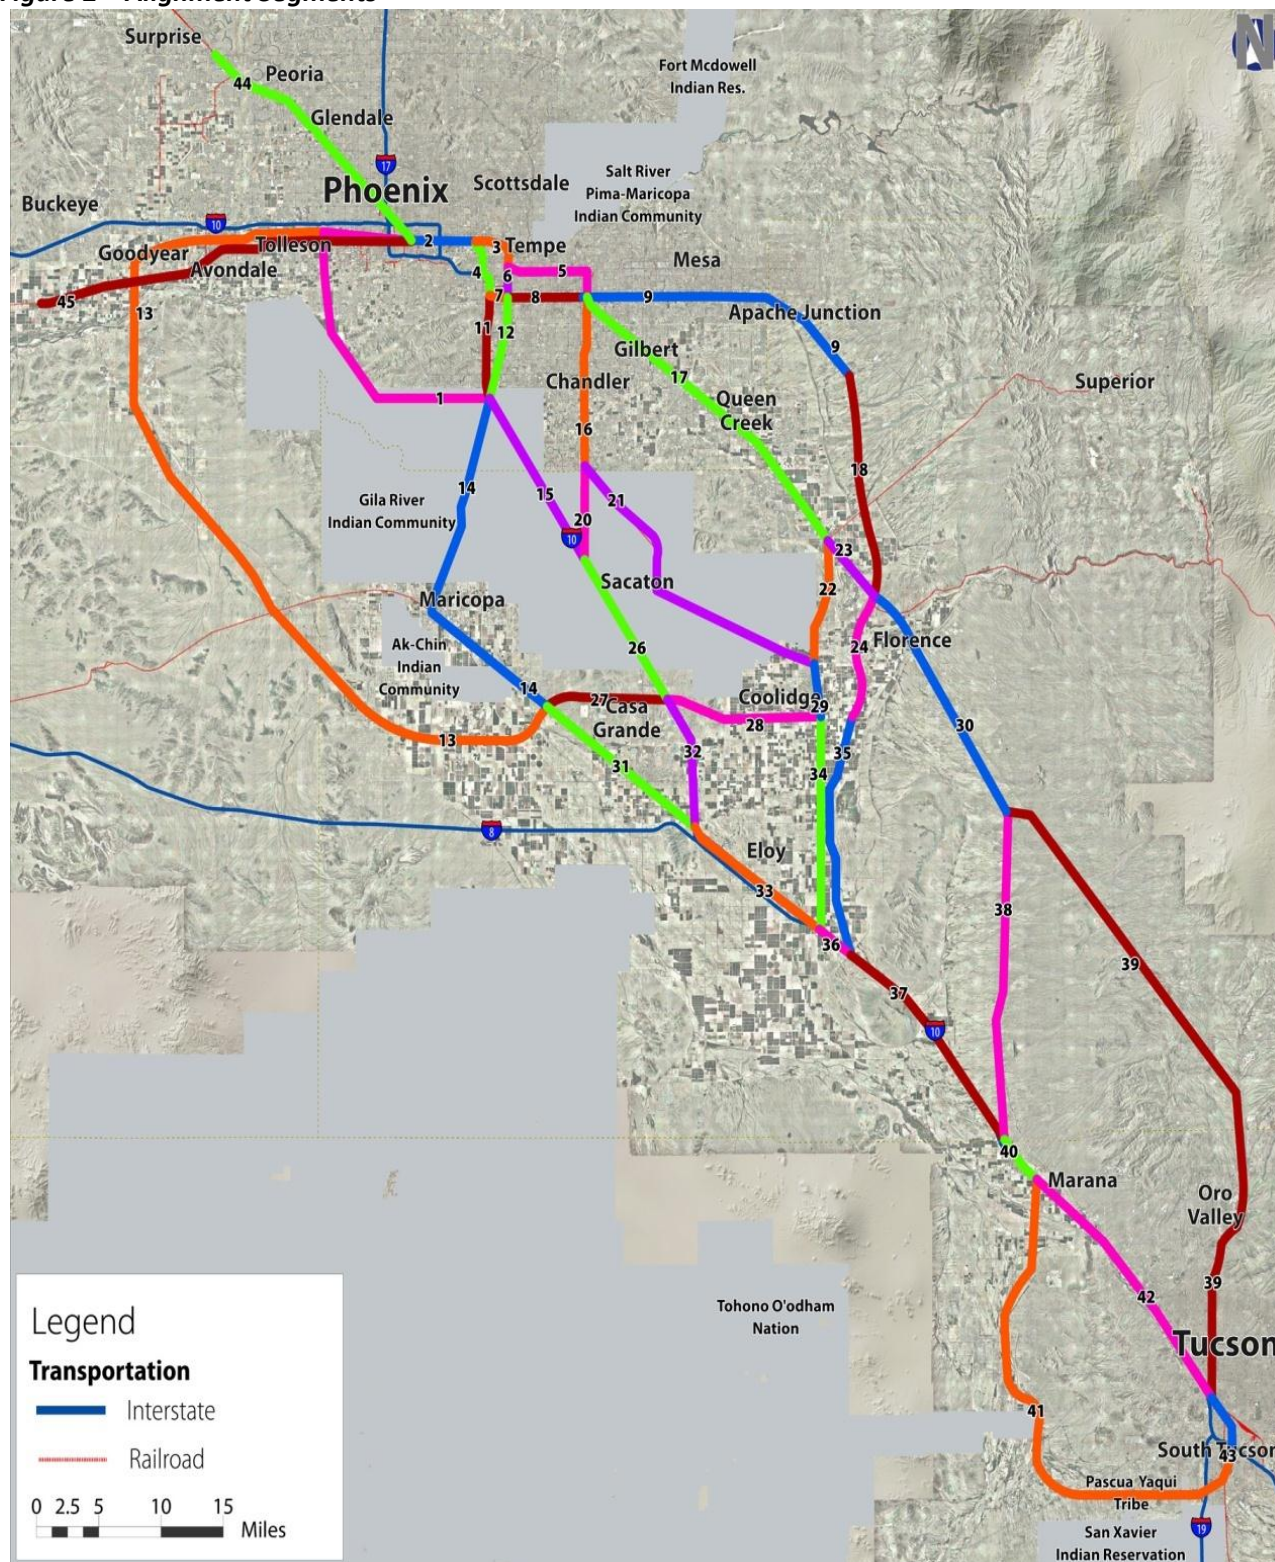 Figure 2 – Alignment Segments
N
Surprise
44
Peoria
Fort Mcdowell
Indian Res.
Glendale
17
Phoenix
Scottsdale
Salt River
Pima-Maricopa
Indian Community
Buckeye
10
2
3
Tempe
Goodyear
Tolleson
Avondale
4
6
5
Mesa
45
13
7
8
9
Apache Junction
11
12
9
Gilbert
17
Chandler
Superior
1
Queen
Creek
16
14
15
21
18
Gila River
Indian Community
20
10
23
Sacaton
22
Maricopa
26
24
Florence
Ak-Chin
Indian
Community
14
27
Casa
Grande
Coolidge
29
28
30
13
32
35
31
34
8
Eloy
33
38
36
39
37
10
40
Marana
Oro
Valley
39
42
Tohono O'odham
Nation
Tucson
41
South Tucson
43
Pascua Yaqui
Tribe
19
San Xavier
Indian Reservation
Legend
Transportation
Interstate
Railroad
0 2.5 5 10 15
Miles